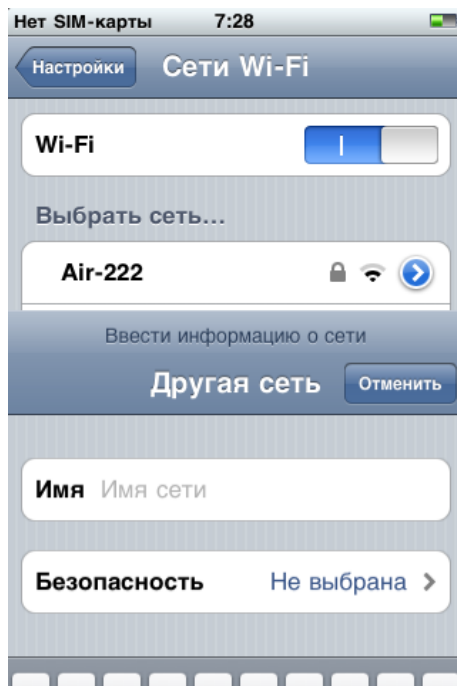 Нет SIM-карты 7:28
Настройки Сети Wi-Fi
Wi-Fi
Выбрать сеть...
Air-222
Ввести информацию о сети
Другая сеть Отменить
Имя Имя сети
Безопасность Не выбрана